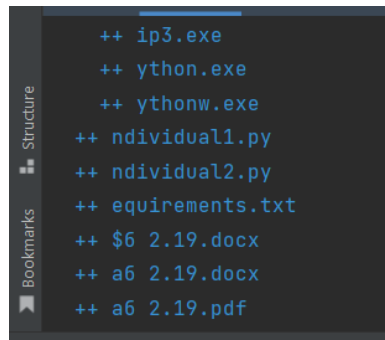 ++ ip3.exe
++ ython.exe
++ ythonw.exe
++ ndividual1.py
++ ndividual2.py
++ equirements.txt
++ $6 2.19.docx
++ a6 2.19.docx
++ a6 2.19.pdf
Structure
Bookmarks